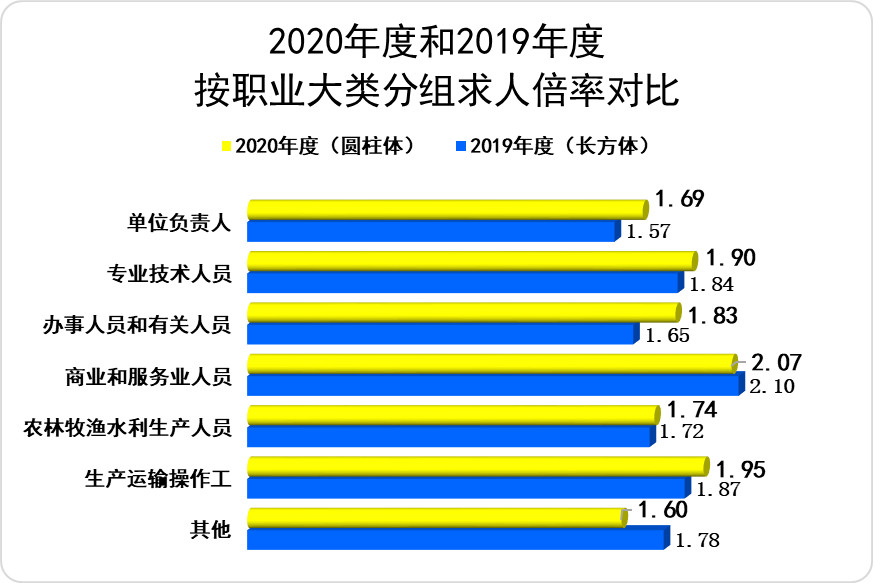 2020年度和2019年度
按职业大类分组求人倍率对比
2020年度（圆柱体） 2019年度（长方体）
单位负责人 1.69
1.57
专业技术人员 1.90
1.84
办事人员和有关人员 1.83
1.65
商业和服务业人员 2.07
2.10
农林牧渔水利生产人员 1.74
1.72
生产运输操作工 1.95
1.87
其他 1.60
1.78